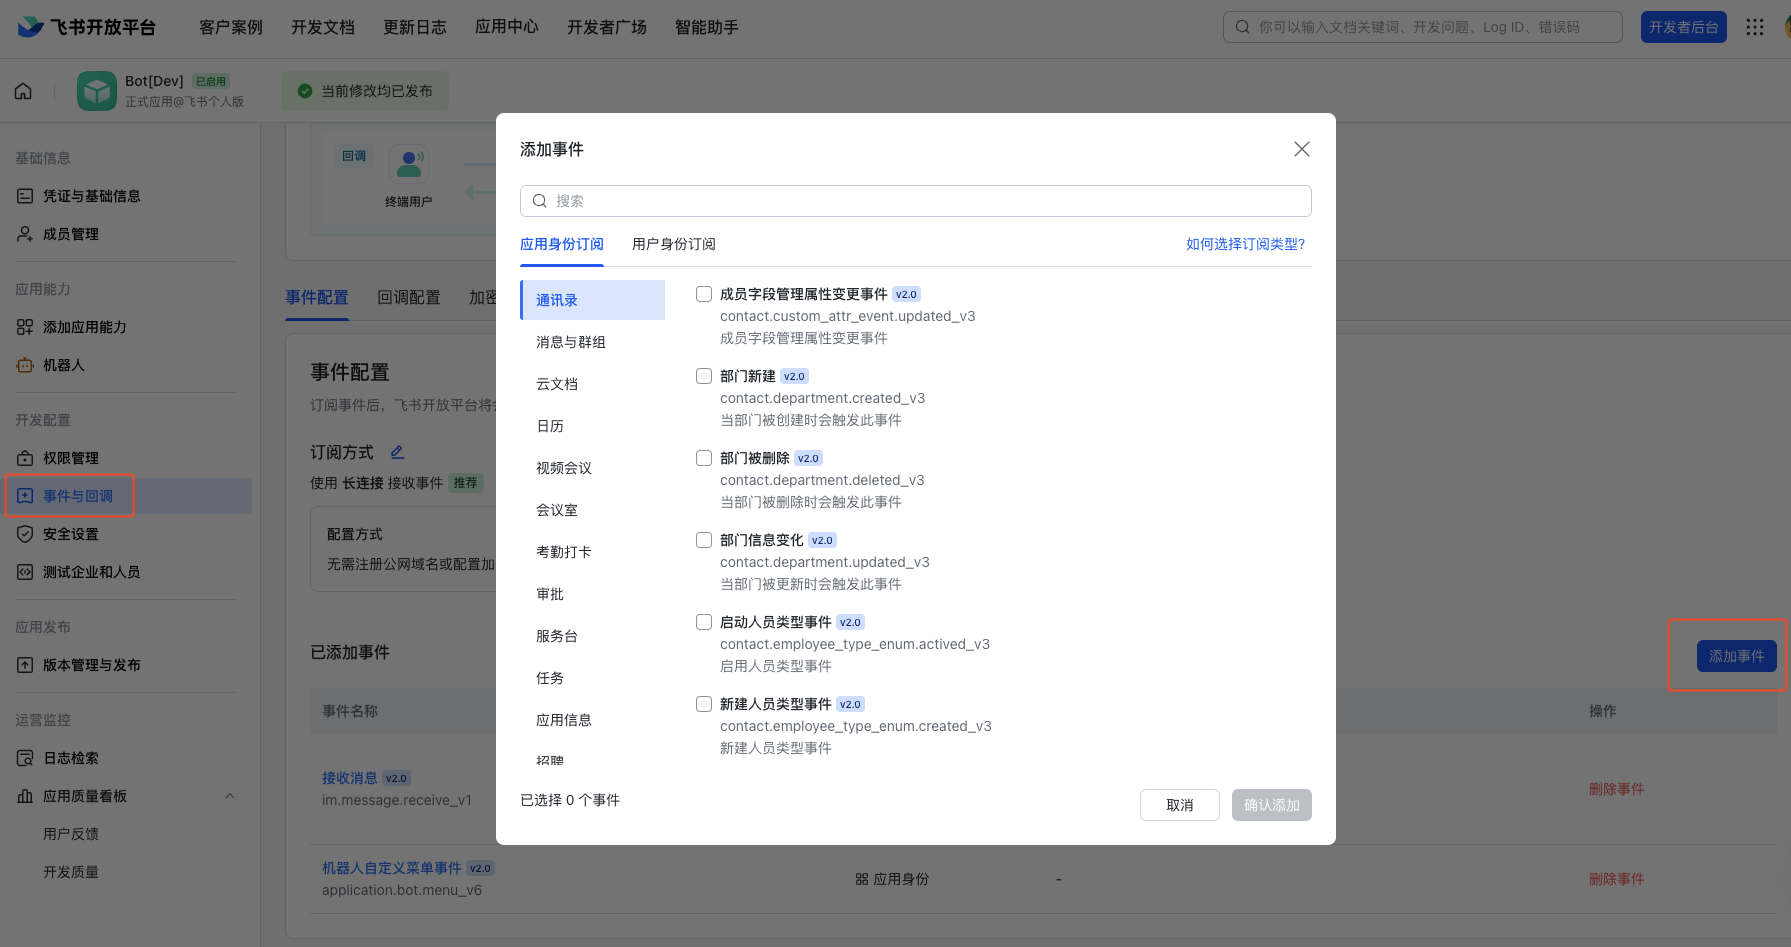 飞书开放平台
客户案例
开发文档
更新日志
应用中心
开发者广场
智能助手
你可以输入文档关键词、开发问题、Log ID、错误码
开发者后台
Bot[Dev] 已启用
正式应用@飞书个人版
当前修改均已发布
基础信息
凭证与基础信息
成员管理
应用能力
添加应用能力
机器人
开发配置
权限管理
事件与回调
安全设置
测试企业和人员
应用发布
版本管理与发布
运营监控
日志检索
应用质量看板
用户反馈
开发质量
回调
终端用户
事件配置
回调配置
加密
事件配置
订阅事件后，飞书开放平台将会
订阅方式
使用 长连接 接收事件 推荐
配置方式
无需注册公网域名或配置加
已添加事件
添加事件
事件名称
操作
接收消息 v2.0
im.message.receive_v1
删除事件
机器人自定义菜单事件 v2.0
application.bot.menu_v6
应用身份
-
删除事件
添加事件
搜索
应用身份订阅
用户身份订阅
如何选择订阅类型?
通讯录
消息与群组
云文档
日历
视频会议
会议室
考勤打卡
审批
服务台
任务
应用信息
招聘
成员字段管理属性变更事件 v2.0
contact.custom_attr_event.updated_v3
成员字段管理属性变更事件
部门新建 v2.0
contact.department.created_v3
当部门被创建时会触发此事件
部门被删除 v2.0
contact.department.deleted_v3
当部门被删除时会触发此事件
部门信息变化 v2.0
contact.department.updated_v3
当部门被更新时会触发此事件
启动人员类型事件 v2.0
contact.employee_type_enum.actived_v3
启用人员类型事件
新建人员类型事件 v2.0
contact.employee_type_enum.created_v3
新建人员类型事件
已选择 0 个事件
取消
确认添加